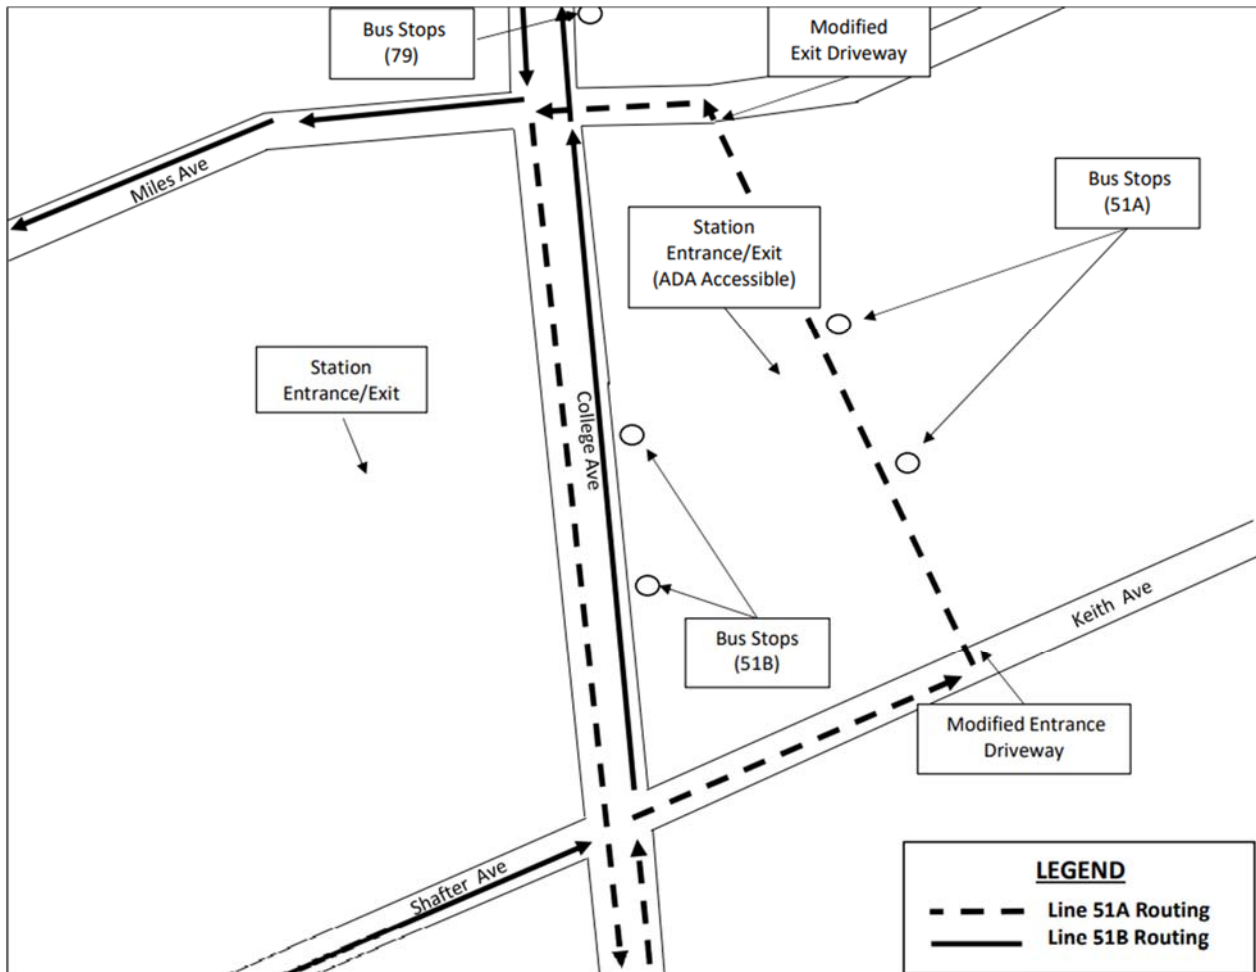 Bus Stops
(79)
Modified
Exit Driveway
Miles Ave
Bus Stops
(51A)
Station
Entrance/Exit
(ADA Accessible)
Station
Entrance/Exit
College Ave
Bus Stops
(51B)
Keith Ave
Modified Entrance
Driveway
Shafter Ave
LEGEND
Line 51A Routing
Line 51B Routing